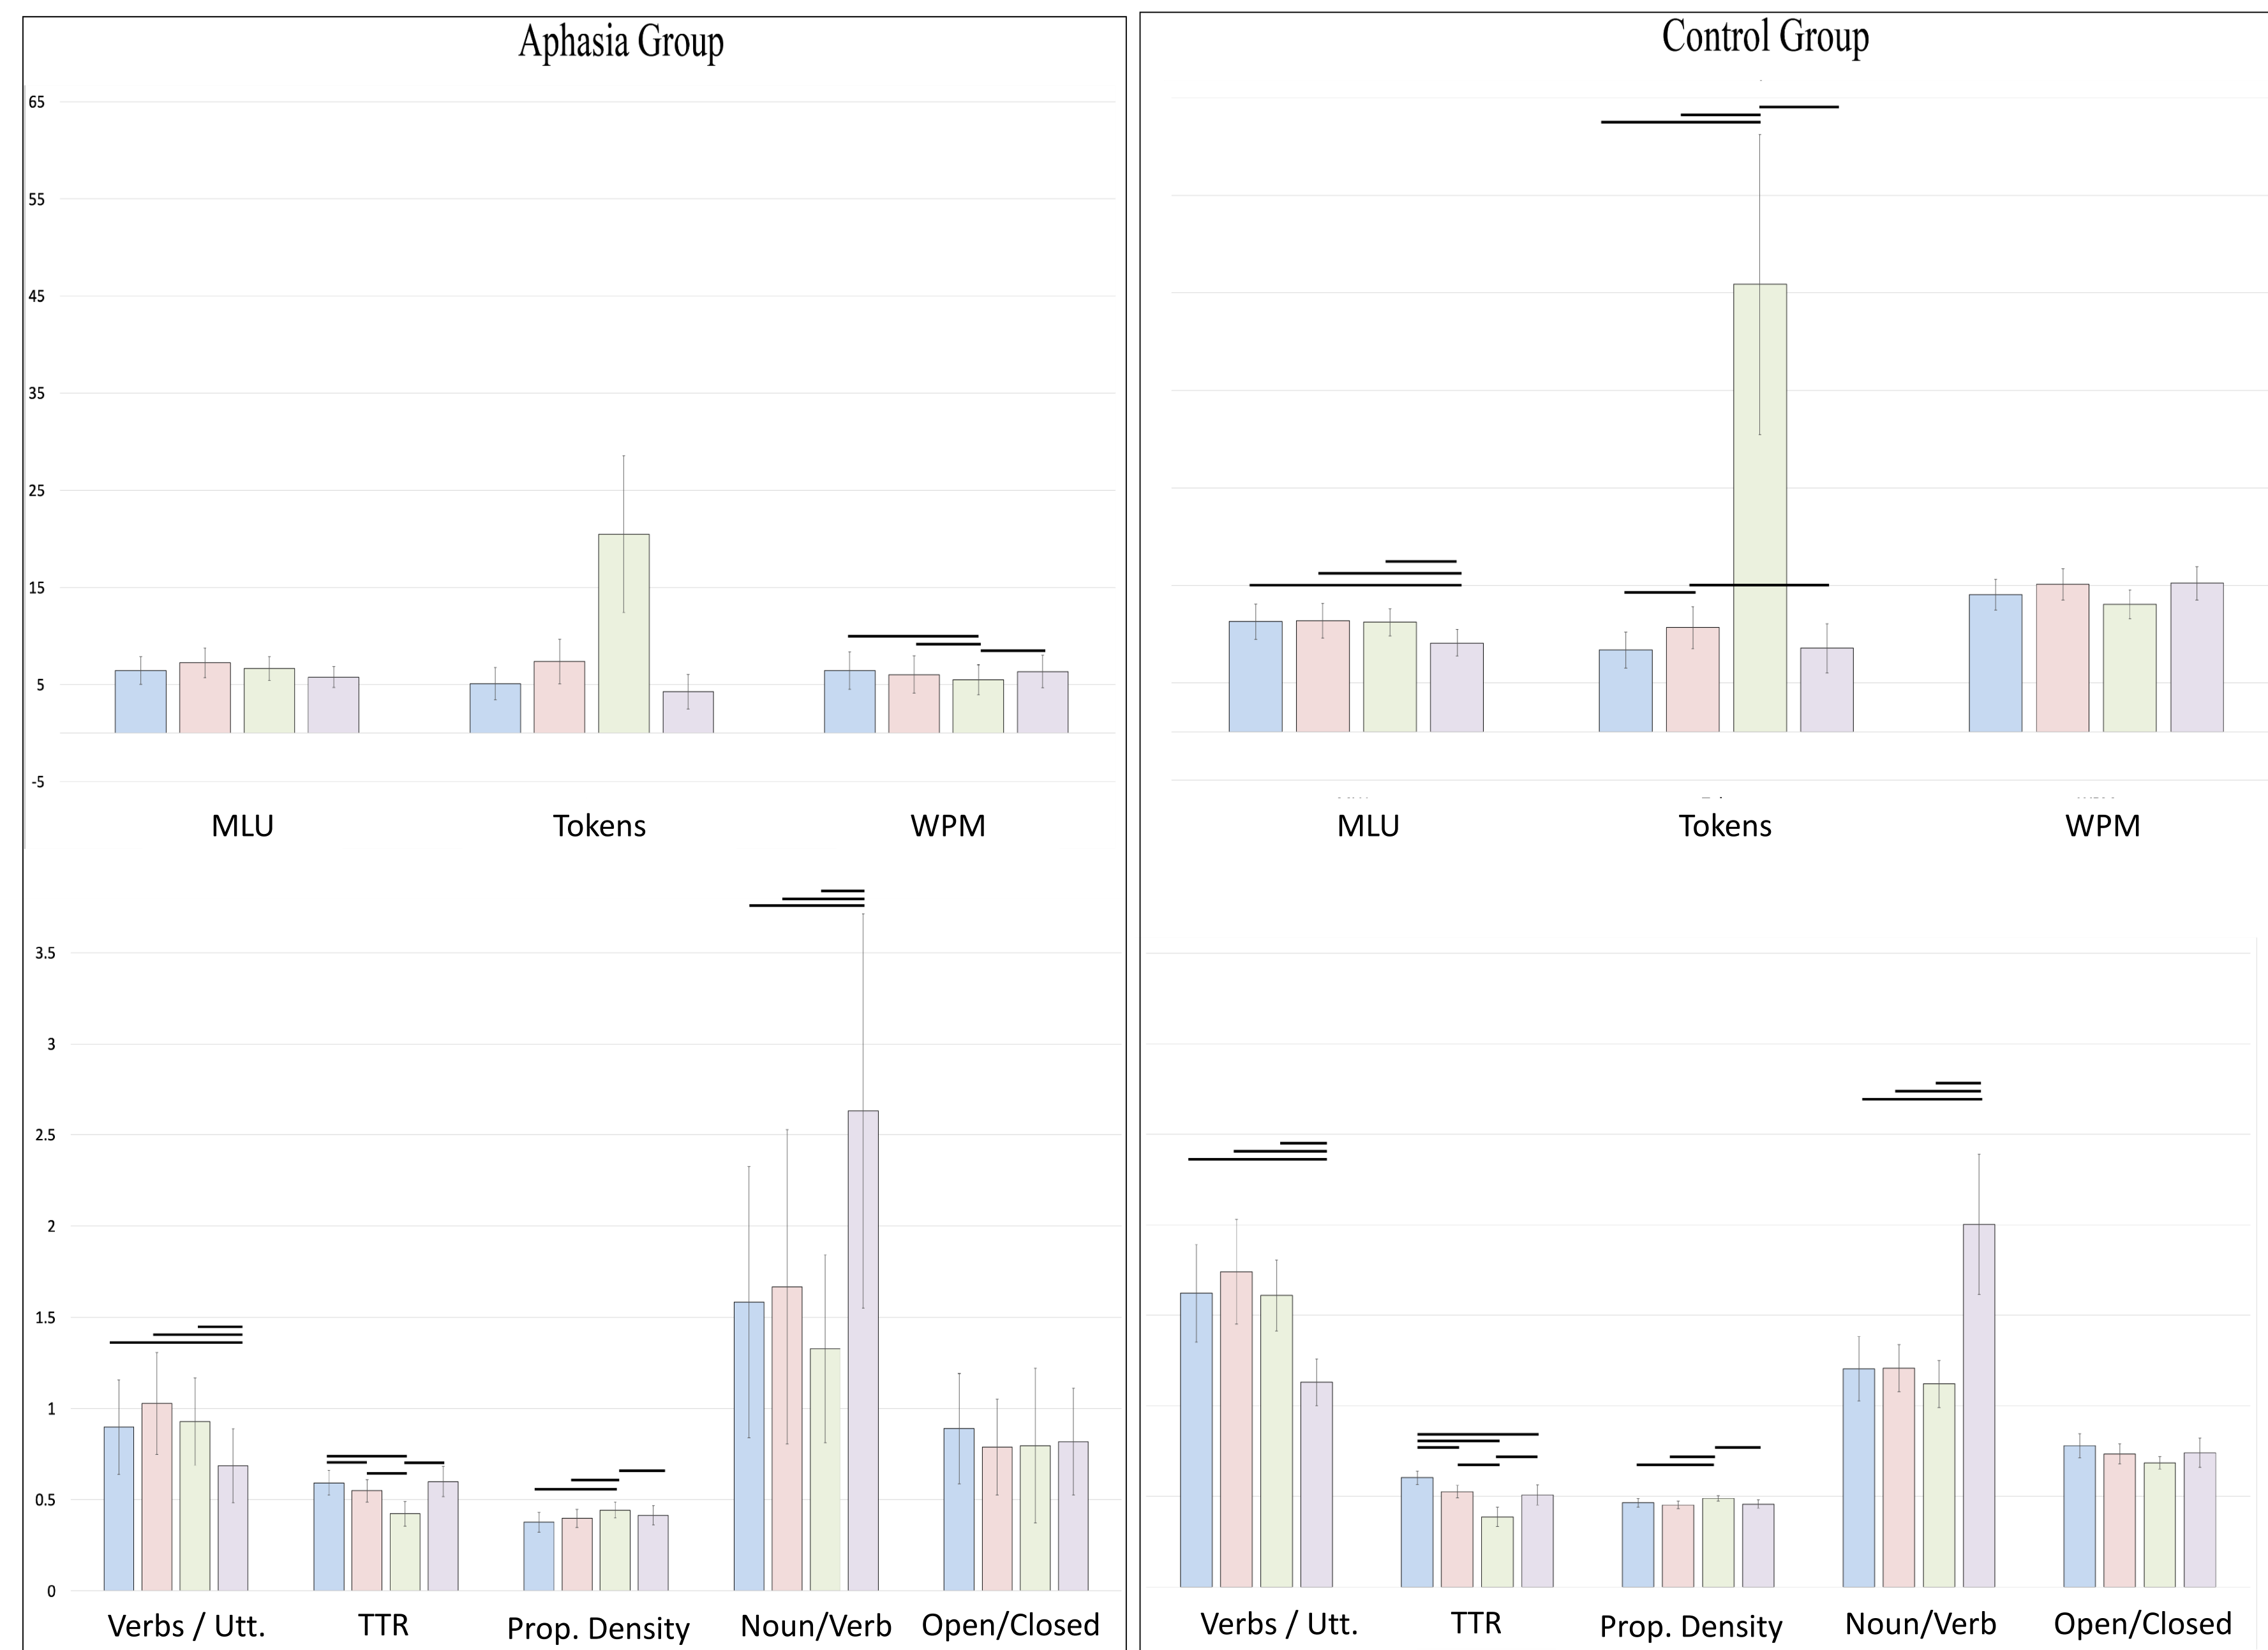 Aphasia Group
Control Group
65
55
45
35
25
15
5
-5
MLU Tokens WPM
MLU Tokens WPM
3.5
3
2.5
2
1.5
1
0.5
0
Verbs / Utt. TTR Prop. Density Noun/Verb Open/Closed
Verbs / Utt. TTR Prop. Density Noun/Verb Open/Closed